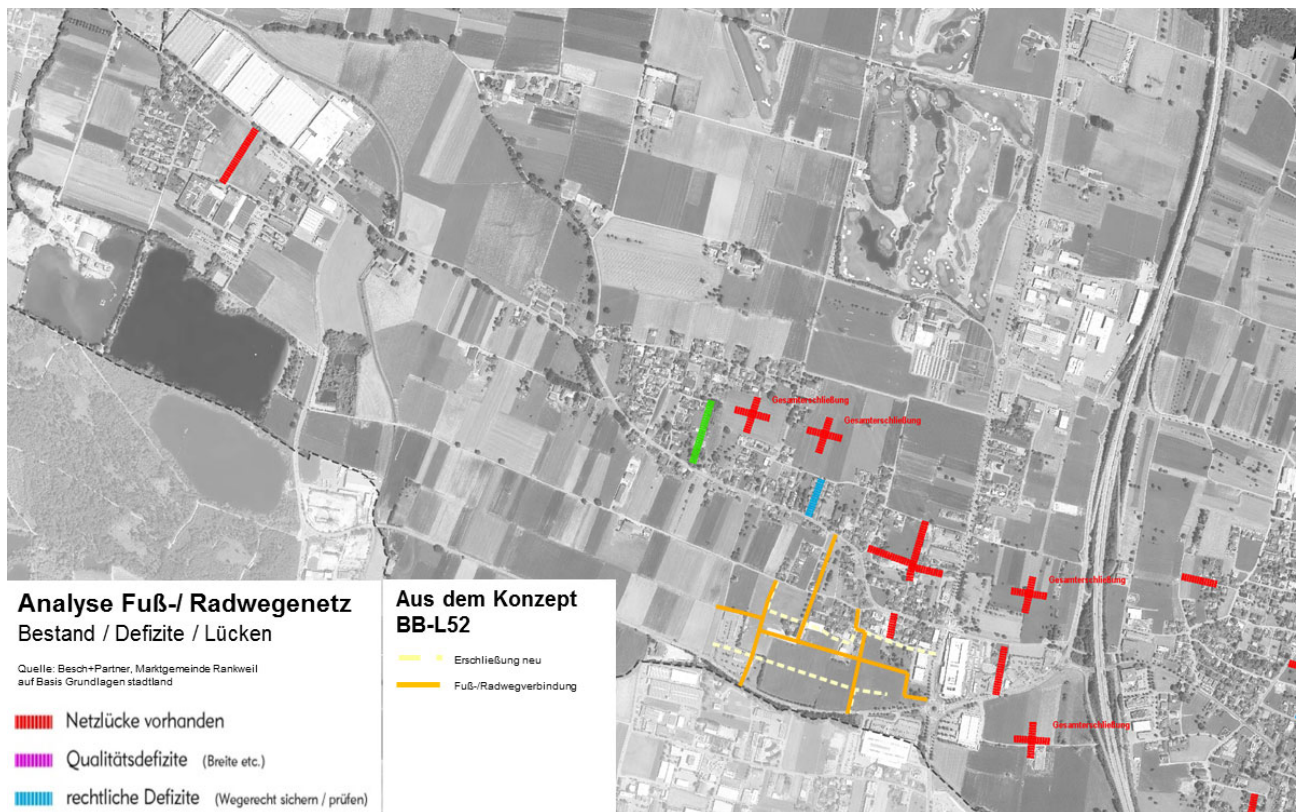 Gesamterschließung
Gesamterschließung
Gesamterschließung
Gesamterschließung
Analyse Fuß-/ Radwegenetz
Bestand / Defizite / Lücken
Quelle: Besch+Partner, Marktgemeinde Rankweil
auf Basis Grundlagen stadtland
Netzlücke vorhanden
Qualitätsdefizite (Breite etc.)
rechtliche Defizite (Wegerecht sichern / prüfen)
Aus dem Konzept
BB-L52
Erschließung neu
Fuß-/Radwegverbindung